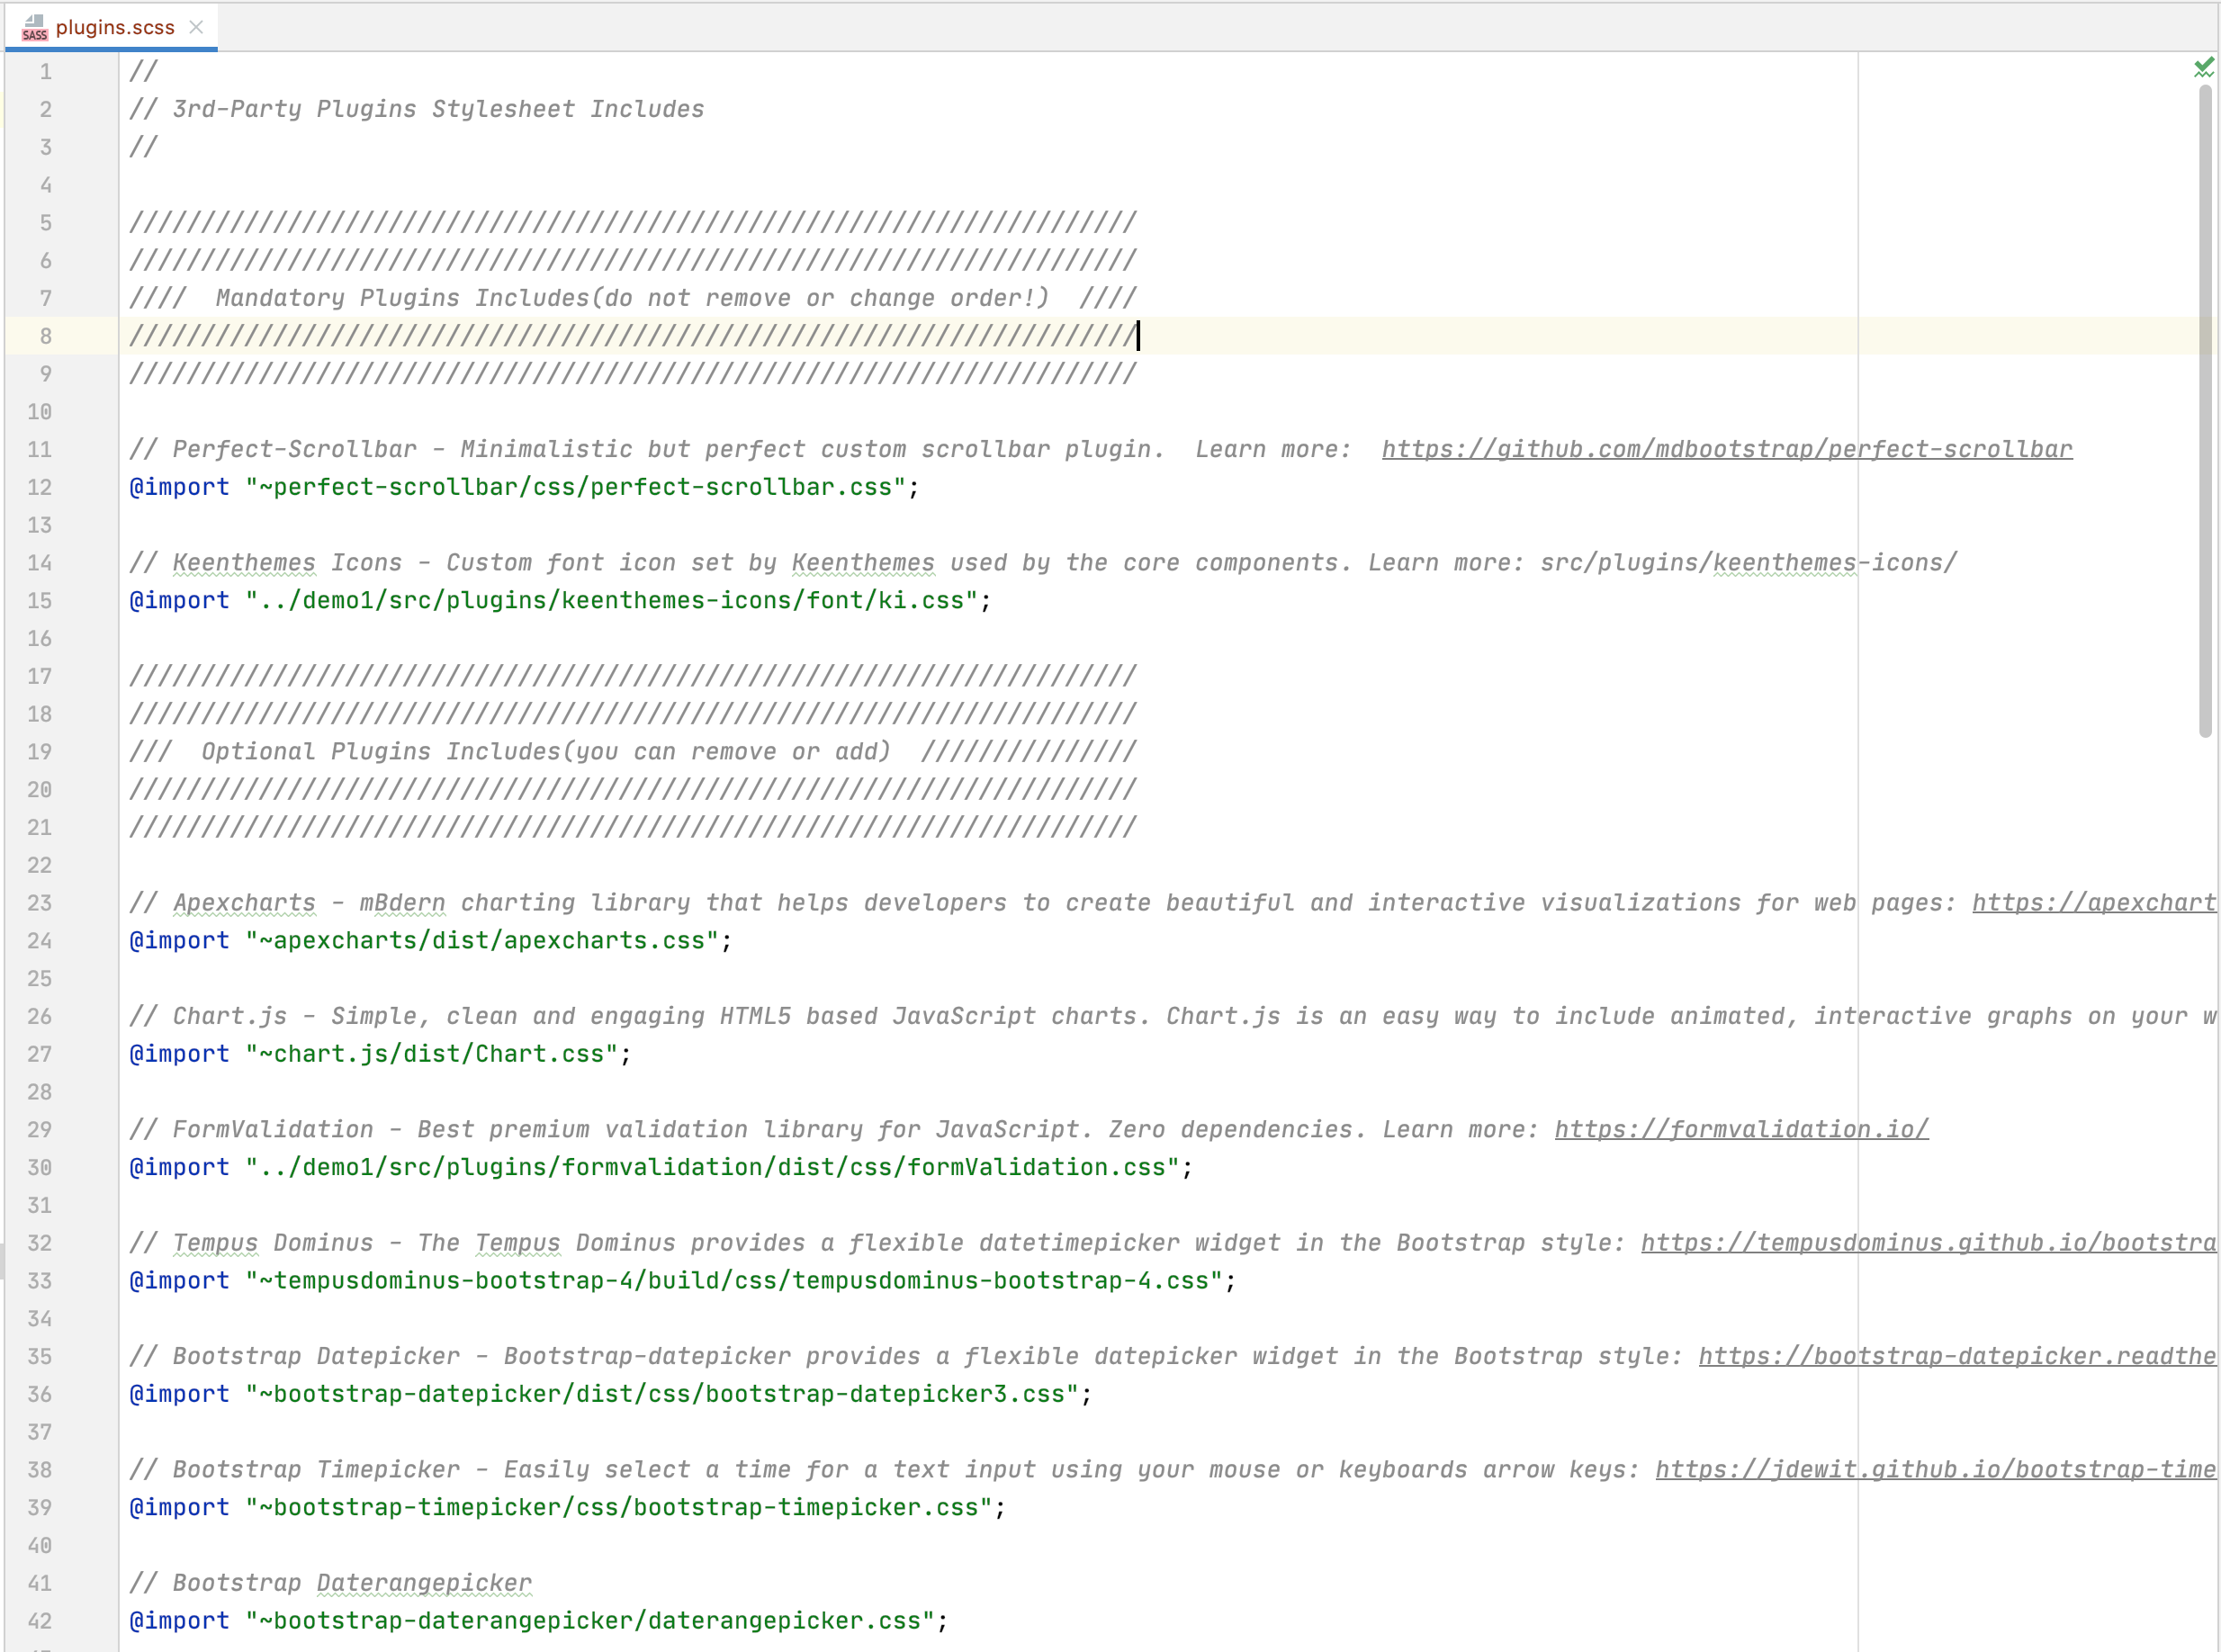 SASS plugins.scss
1 //
2 // 3rd-Party Plugins Stylesheet Includes
3 //
4
5 //////////////////////////////////////////////////////////////////////
6 //////////////////////////////////////////////////////////////////////
7 ////  Mandatory Plugins Includes(do not remove or change order!)  ////
8 //////////////////////////////////////////////////////////////////////
9 //////////////////////////////////////////////////////////////////////
10
11 // Perfect-Scrollbar - Minimalistic but perfect custom scrollbar plugin.  Learn more:  https://github.com/mdbootstrap/perfect-scrollbar
12 @import "~perfect-scrollbar/css/perfect-scrollbar.css";
13
14 // Keenthemes Icons - Custom font icon set by Keenthemes used by the core components. Learn more: src/plugins/keenthemes-icons/
15 @import "../demo1/src/plugins/keenthemes-icons/font/ki.css";
16
17 //////////////////////////////////////////////////////////////////////
18 //////////////////////////////////////////////////////////////////////
19 ///  Optional Plugins Includes(you can remove or add)  ///////////////
20 //////////////////////////////////////////////////////////////////////
21 //////////////////////////////////////////////////////////////////////
22
23 // Apexcharts - mBdern charting library that helps developers to create beautiful and interactive visualizations for web pages: https://apexchart
24 @import "~apexcharts/dist/apexcharts.css";
25
26 // Chart.js - Simple, clean and engaging HTML5 based JavaScript charts. Chart.js is an easy way to include animated, interactive graphs on your w
27 @import "~chart.js/dist/Chart.css";
28
29 // FormValidation - Best premium validation library for JavaScript. Zero dependencies. Learn more: https://formvalidation.io/
30 @import "../demo1/src/plugins/formvalidation/dist/css/formValidation.css";
31
32 // Tempus Dominus - The Tempus Dominus provides a flexible datetimepicker widget in the Bootstrap style: https://tempusdominus.github.io/bootstra
33 @import "~tempusdominus-bootstrap-4/build/css/tempusdominus-bootstrap-4.css";
34
35 // Bootstrap Datepicker - Bootstrap-datepicker provides a flexible datepicker widget in the Bootstrap style: https://bootstrap-datepicker.readthe
36 @import "~bootstrap-datepicker/dist/css/bootstrap-datepicker3.css";
37
38 // Bootstrap Timepicker - Easily select a time for a text input using your mouse or keyboards arrow keys: https://jdewit.github.io/bootstrap-time
39 @import "~bootstrap-timepicker/css/bootstrap-timepicker.css";
40
41 // Bootstrap Daterangepicker
42 @import "~bootstrap-daterangepicker/daterangepicker.css";